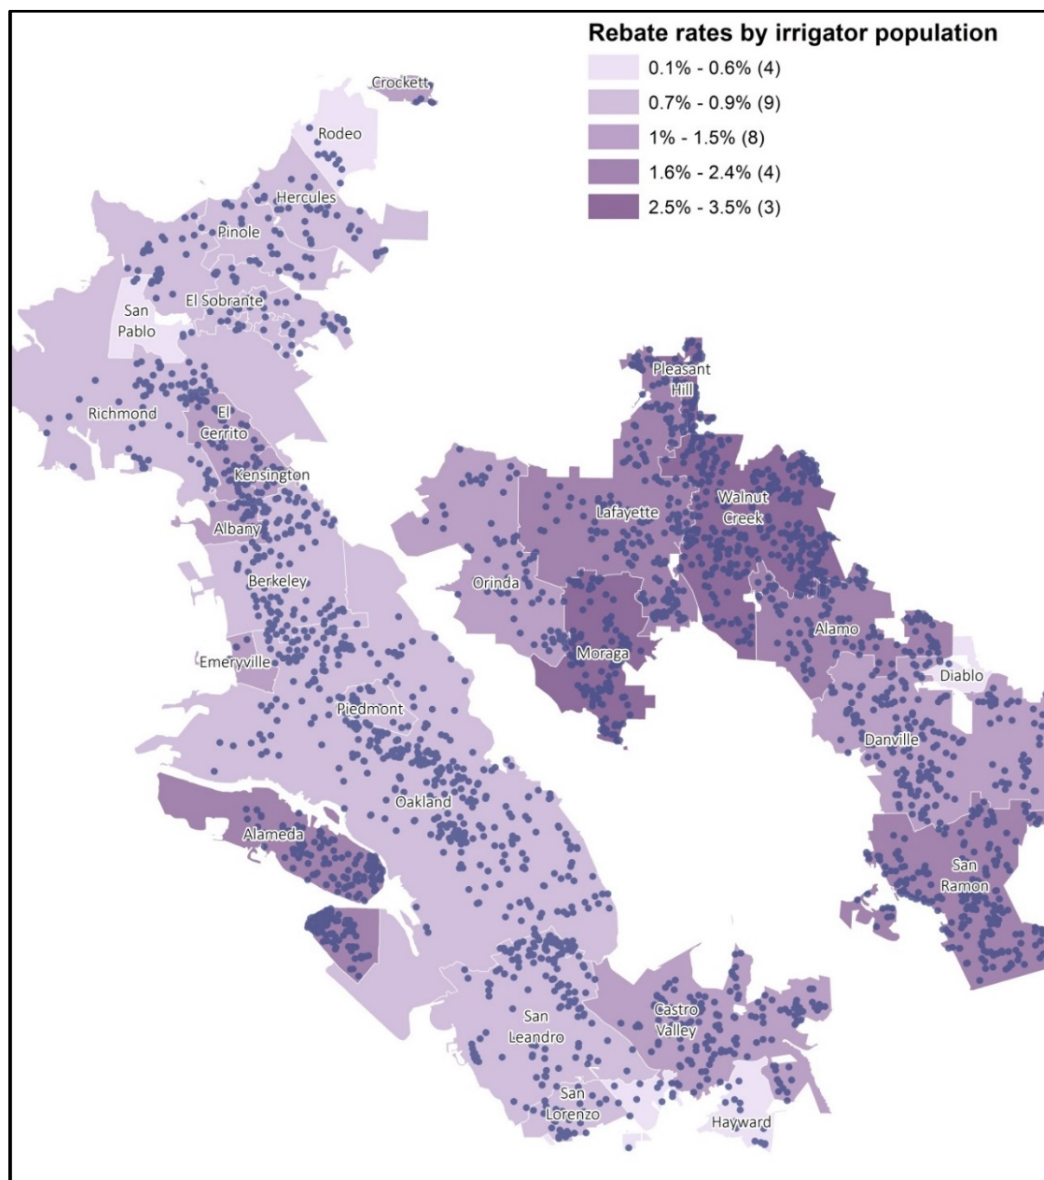 Rebate rates by irrigator population
0.1% - 0.6% (4)
0.7% - 0.9% (9)
1% - 1.5% (8)
1.6% - 2.4% (4)
2.5% - 3.5% (3)
Crockett
Rodeo
Hercules
Pinole
El Sobrante
San
Pablo
Richmond
El
Cerrito
Kensington
Albany
Berkeley
Emeryville
Piedmont
Oakland
Alameda
San
Leandro
San
Lorenzo
Castro
Valley
Hayward
Pleasant
Hill
Walnut
Creek
Lafayette
Orinda
Moraga
Alamo
Diablo
Danville
San
Ramon